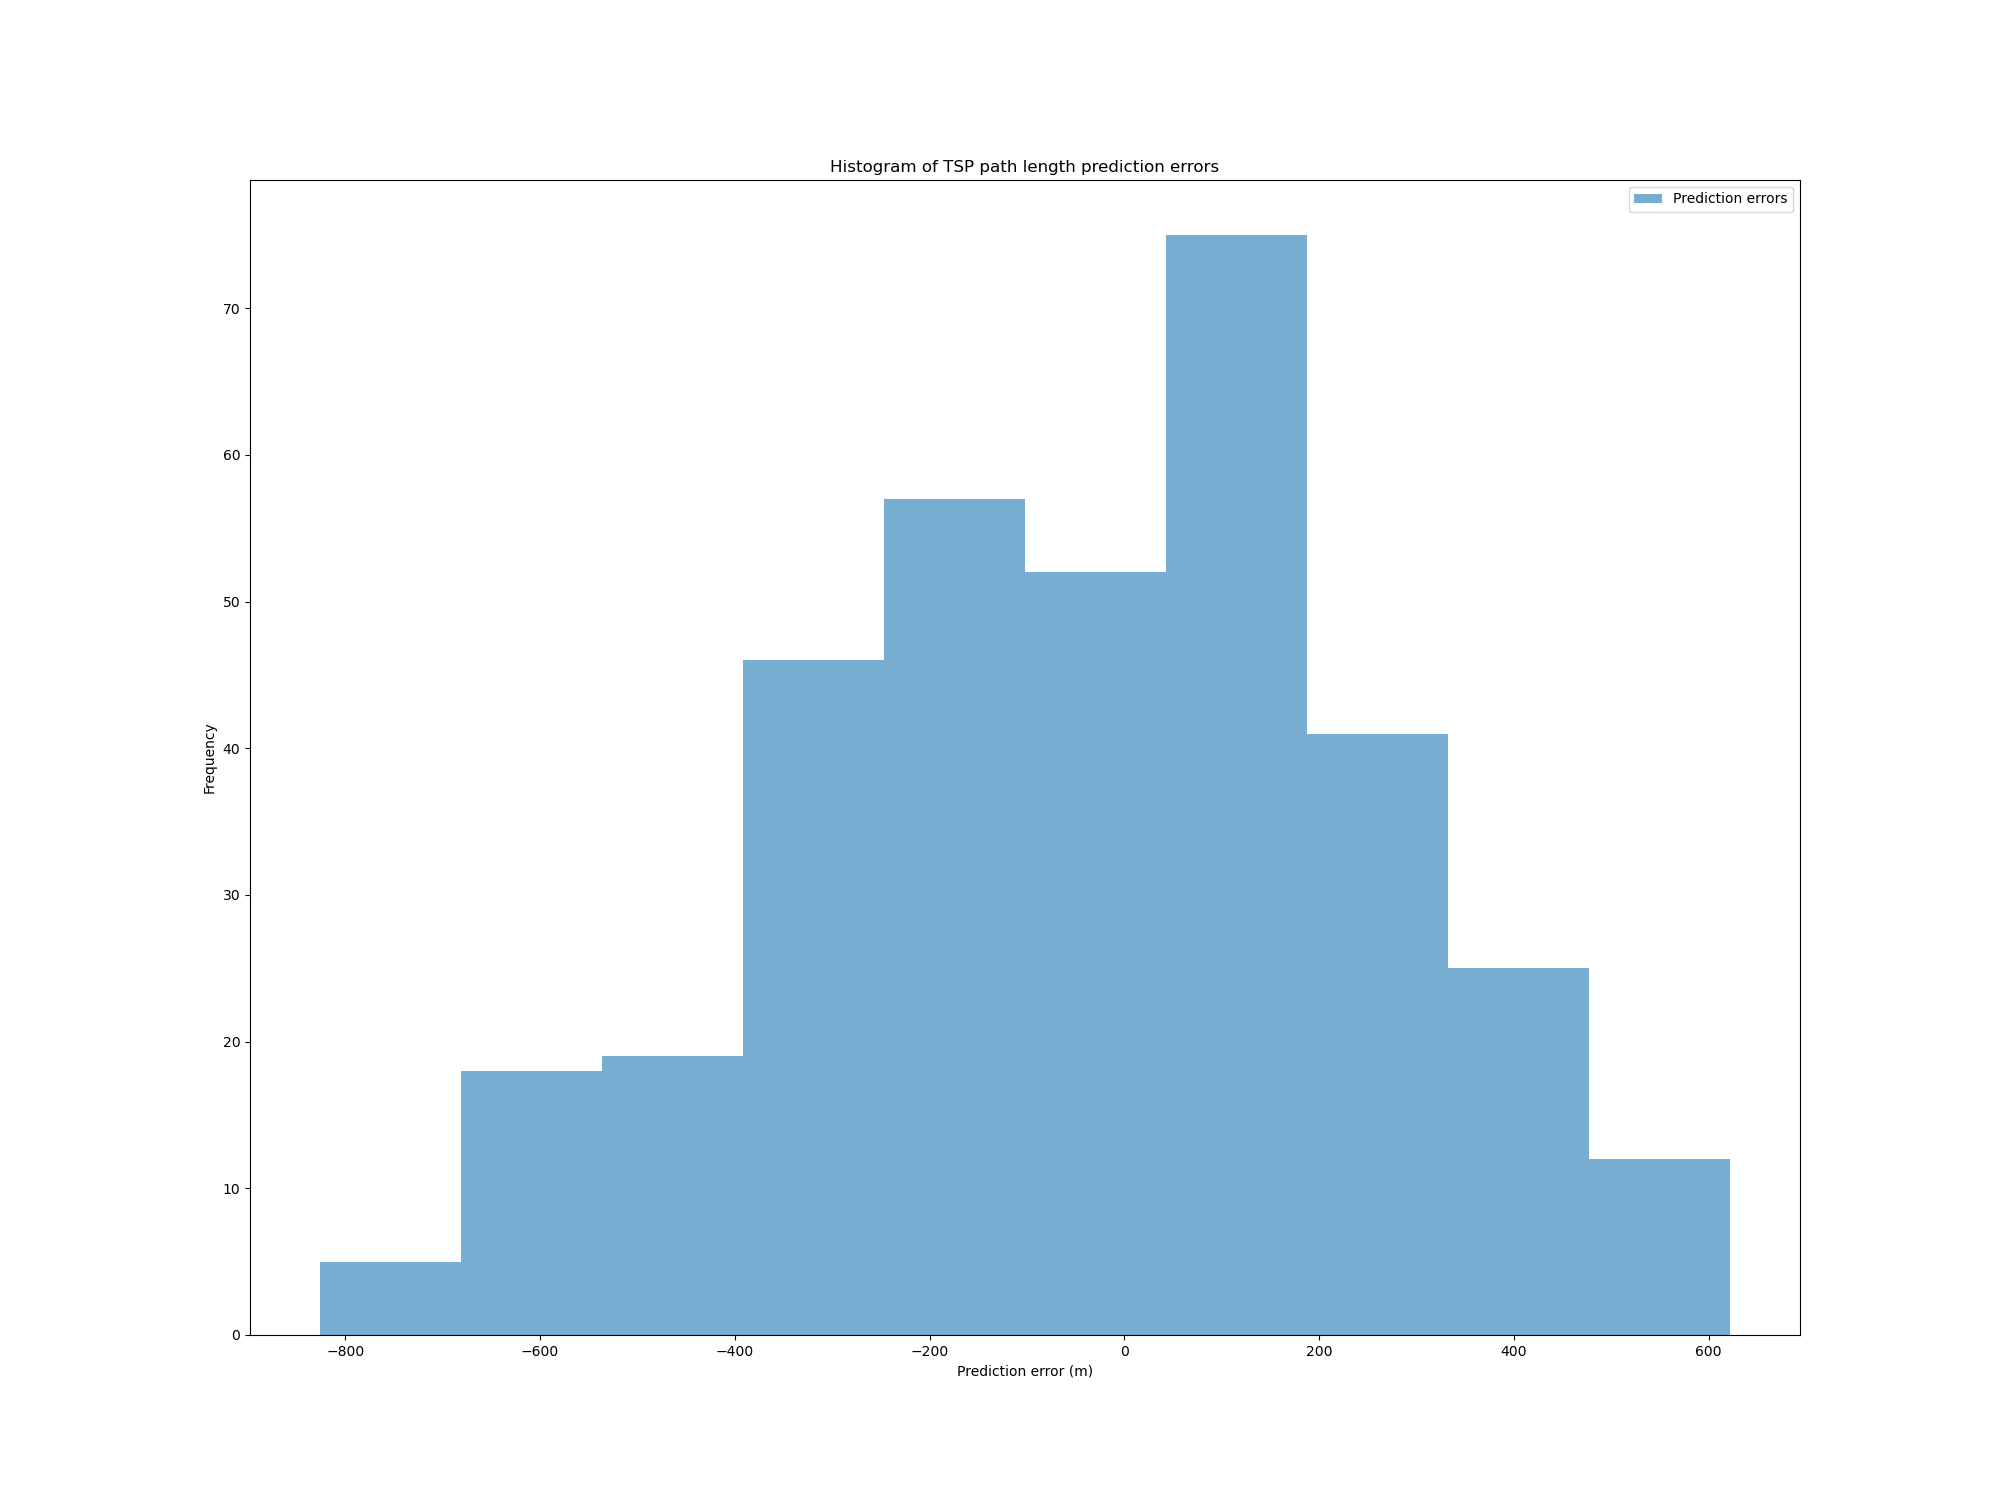 Histogram of TSP path length prediction errors
Prediction errors
70
60
50
40
30
20
10
0
Frequency
−800 −600 −400 −200 0 200 400 600
Prediction error (m)